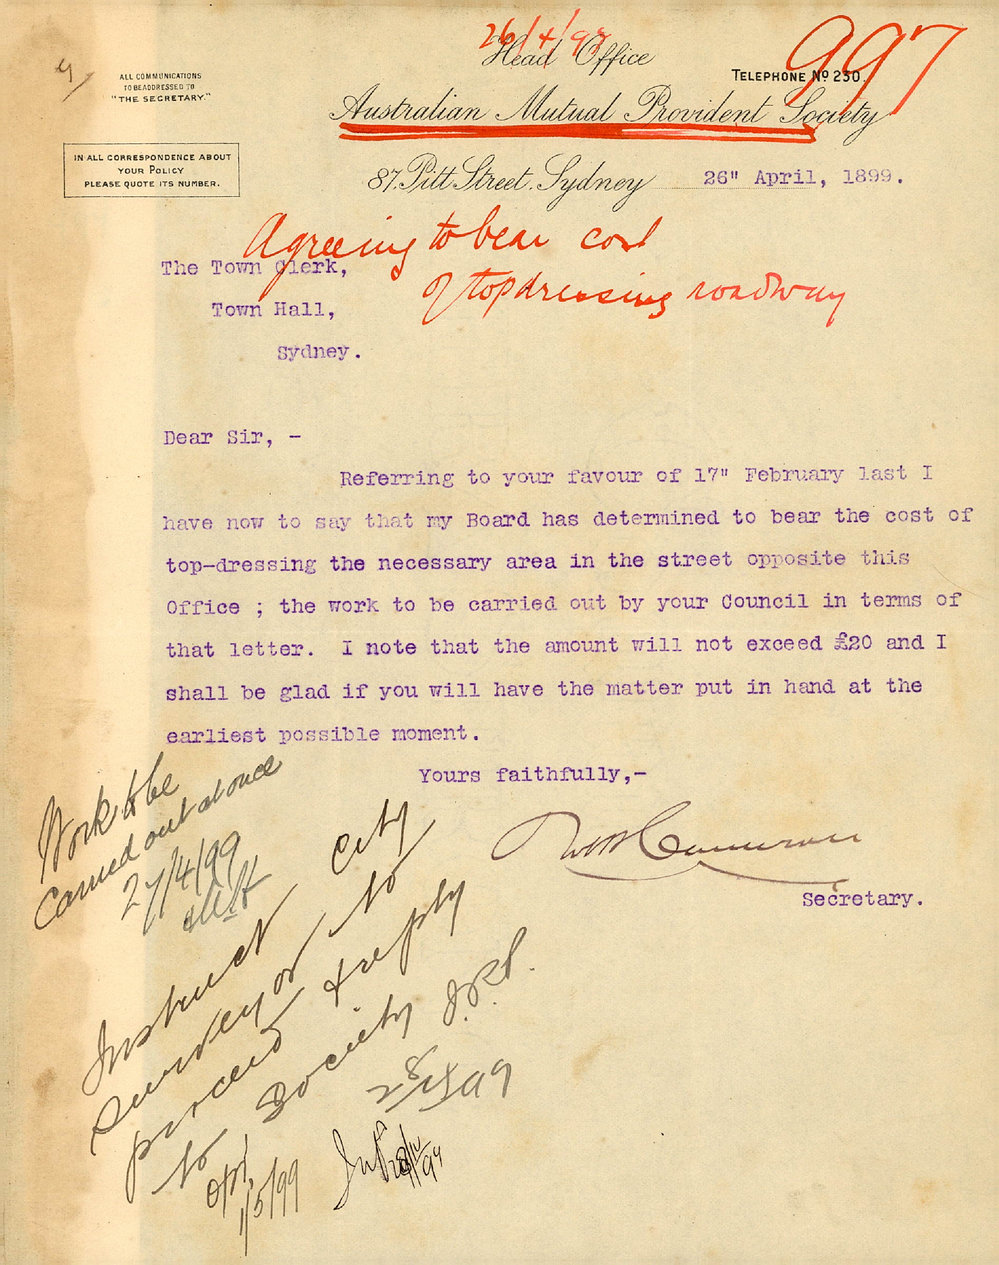 26/4/97
997
Head Office
ALL COMMUNICATIONS
TO BE ADDRESSED TO
"THE SECRETARY."
TELEPHONE Nº 230.
Australian Mutual Provident Society
IN ALL CORRESPONDENCE ABOUT
YOUR POLICY
PLEASE QUOTE ITS NUMBER.
87. Pitt Street. Sydney
26" April, 1899.
Agreeing to bear cost
of topdressing roadway
The Town Clerk,
Town Hall,
Sydney.
Dear Sir, –
Referring to your favour of 17" February last I
have now to say that my Board has determined to bear the cost of
top-dressing the necessary area in the street opposite this
Office ; the work to be carried out by your Council in terms of
that letter. I note that the amount will not exceed £20 and I
shall be glad if you will have the matter put in hand at the
earliest possible moment.
Yours faithfully,-
Cameron
Secretary.
Work to be
Carried out at once
27/4/99
Instruct City
Surveyor to
proceed & reply
to Society
28/4/99
1/5/99